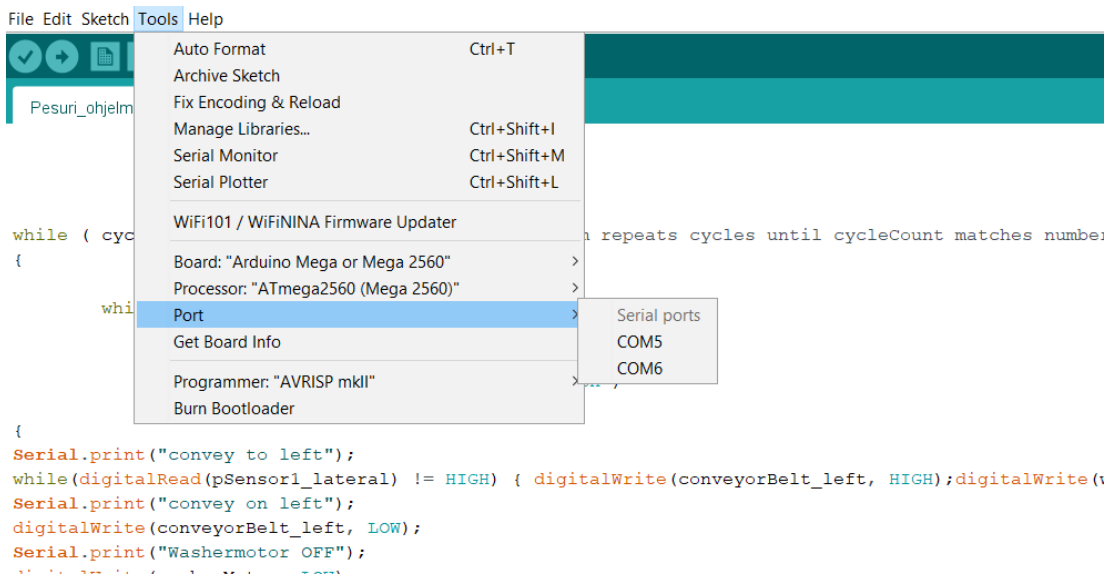 File Edit Sketch Tools Help
Auto Format Ctrl+T
Archive Sketch
Fix Encoding & Reload
Pesuri_ohjelm
Manage Libraries... Ctrl+Shift+I
Serial Monitor Ctrl+Shift+M
Serial Plotter Ctrl+Shift+L
WiFi101 / WiFiNINA Firmware Updater
while ( cyc repeats cycles until cycleCount matches number
{
Board: "Arduino Mega or Mega 2560"
Processor: "ATmega2560 (Mega 2560)"
whi
Port
Serial ports
Get Board Info
COM5
COM6
Programmer: "AVRISP mkII"
Burn Bootloader
{
Serial.print("convey to left");
while(digitalRead(pSensor1_lateral) != HIGH) { digitalWrite(conveyorBelt_left, HIGH);digitalWrite(
Serial.print("convey on left");
digitalWrite(conveyorBelt_left, LOW);
Serial.print("Washermotor OFF");